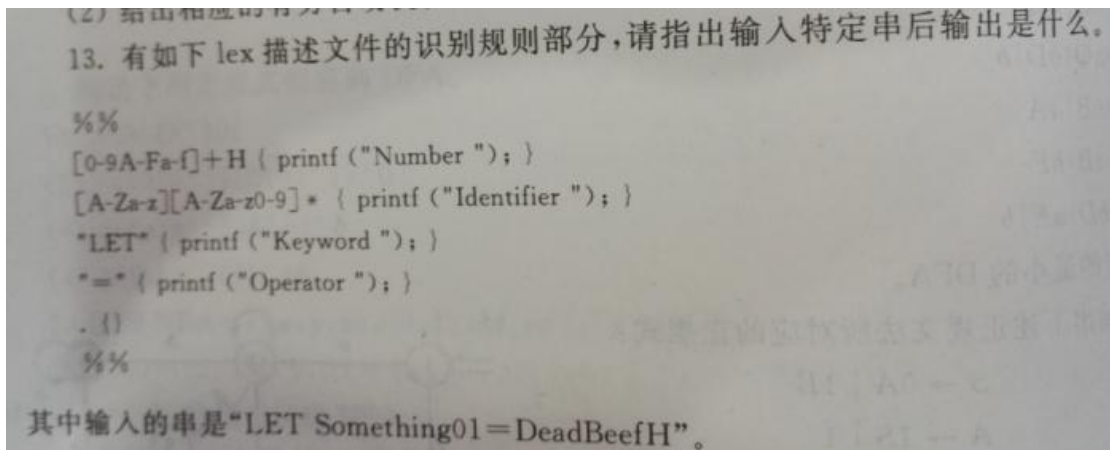 13. 有如下 lex 描述文件的识别规则部分,请指出输入特定串后输出是什么。
%%
[0-9A-Fa-f]+H { printf ("Number "); }
[A-Za-z][A-Za-z0-9]* { printf ("Identifier "); }
"LET" { printf ("Keyword "); }
"=" { printf ("Operator "); }
. {}
%%
其中输入的串是“LET Something01=DeadBeefH”。